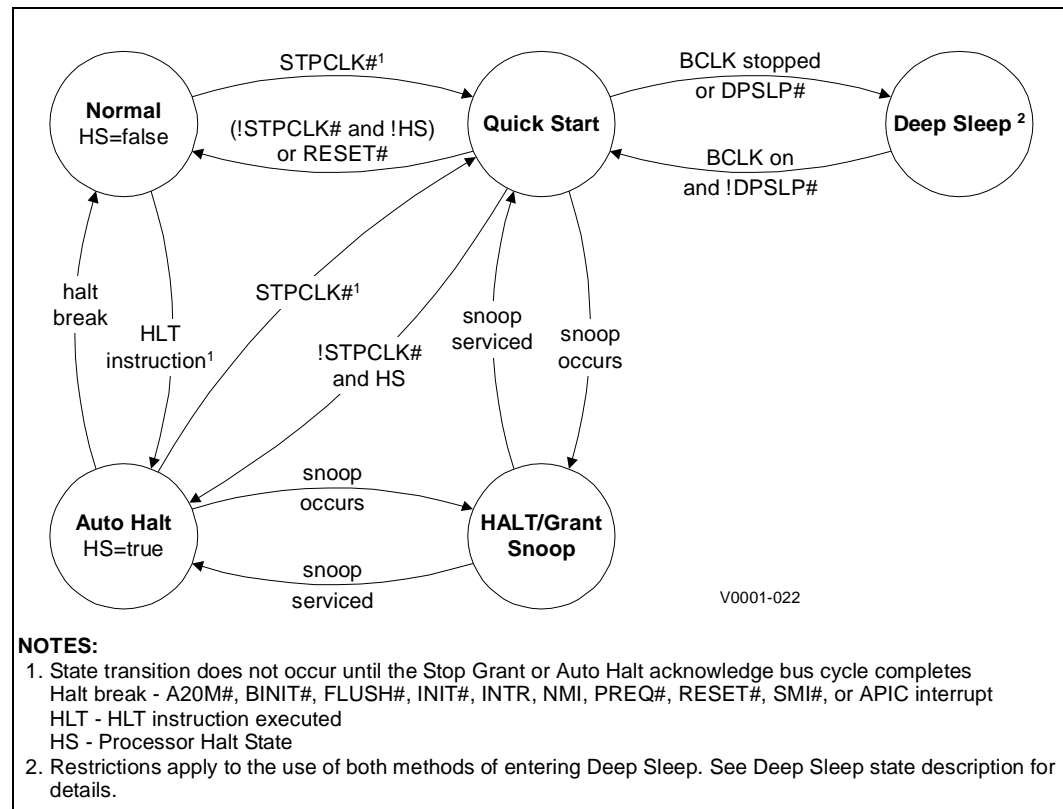 STPCLK#¹
BCLK stopped
or DPSLP#
Normal
HS=false
(!STPCLK# and !HS)
or RESET#
Quick Start
Deep Sleep ²
BCLK on
and !DPSLP#
halt
break
STPCLK#¹
HLT
instruction¹
!STPCLK#
and HS
snoop
serviced
snoop
occurs
snoop
occurs
Auto Halt
HS=true
HALT/Grant
Snoop
snoop
serviced
V0001-022
NOTES:
1. State transition does not occur until the Stop Grant or Auto Halt acknowledge bus cycle completes
Halt break - A20M#, BINIT#, FLUSH#, INIT#, INTR, NMI, PREQ#, RESET#, SMI#, or APIC interrupt
HLT - HLT instruction executed
HS - Processor Halt State
2. Restrictions apply to the use of both methods of entering Deep Sleep. See Deep Sleep state description for
details.